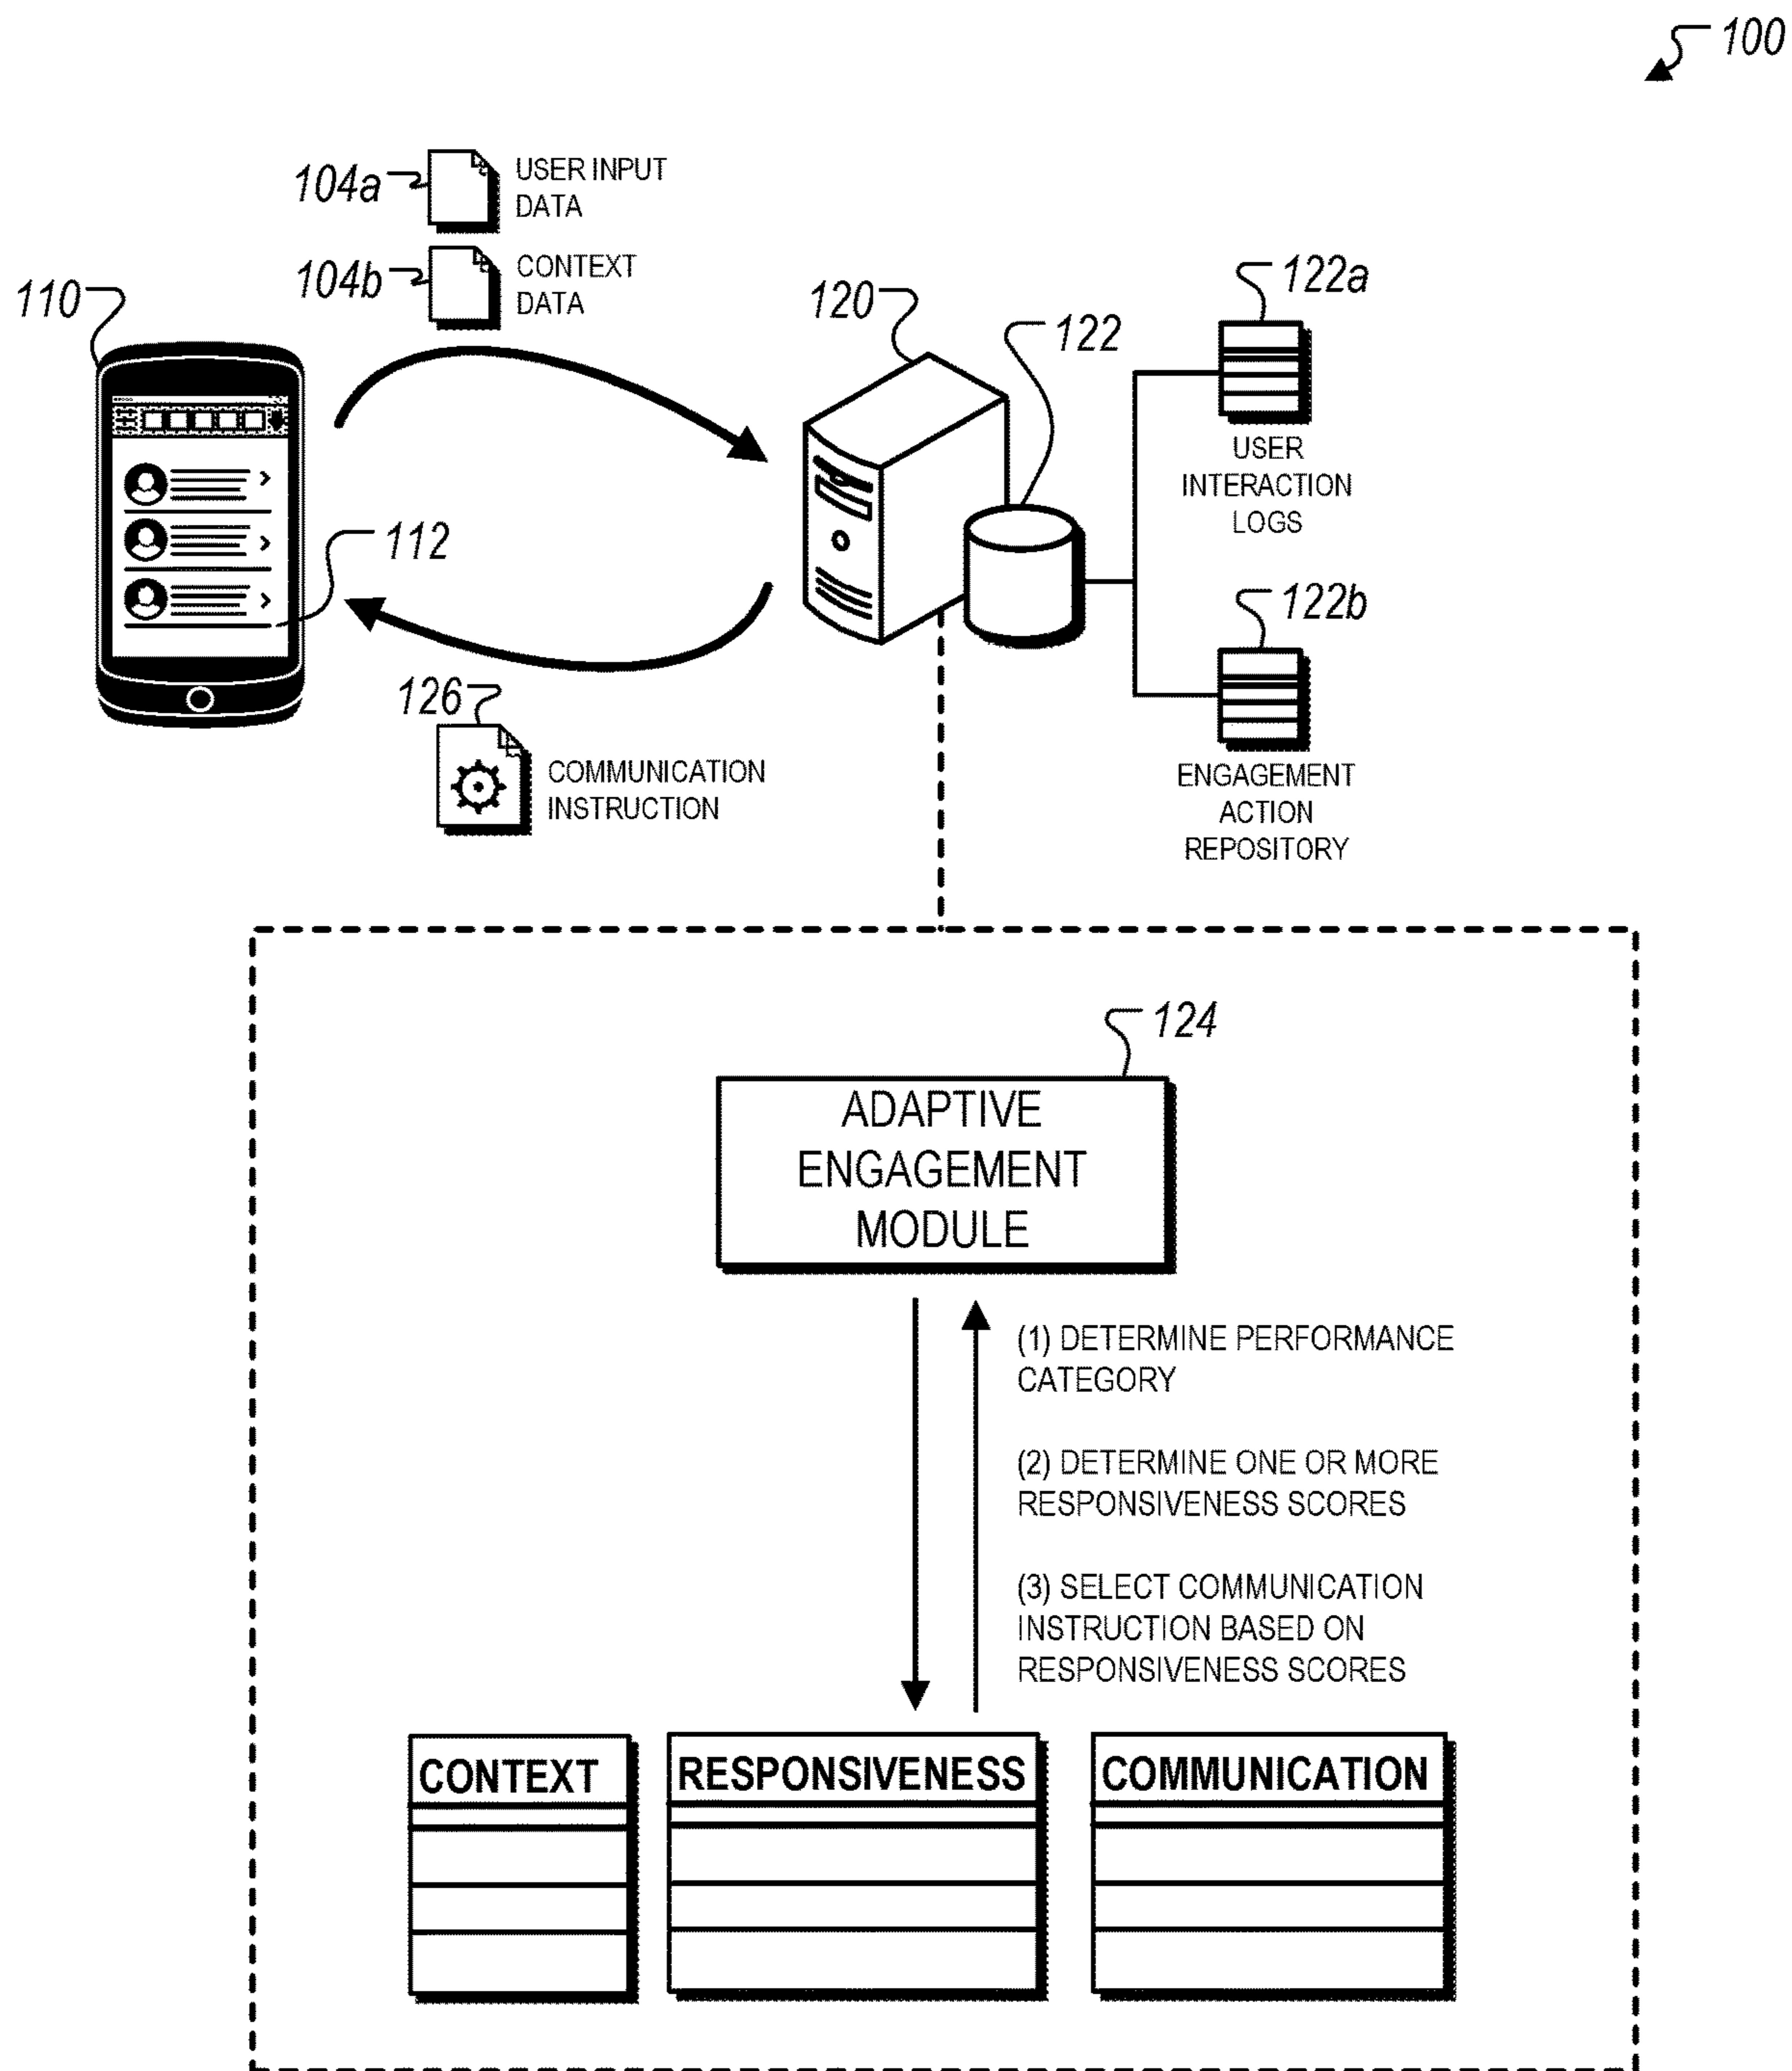 100
104a
USER INPUT
DATA
104b
CONTEXT
DATA
110
120
122
122a
USER
INTERACTION
LOGS
112
122b
ENGAGEMENT
ACTION
REPOSITORY
126
COMMUNICATION
INSTRUCTION
124
ADAPTIVE
ENGAGEMENT
MODULE
(1) DETERMINE PERFORMANCE
CATEGORY
(2) DETERMINE ONE OR MORE
RESPONSIVENESS SCORES
(3) SELECT COMMUNICATION
INSTRUCTION BASED ON
RESPONSIVENESS SCORES
CONTEXT
RESPONSIVENESS
COMMUNICATION